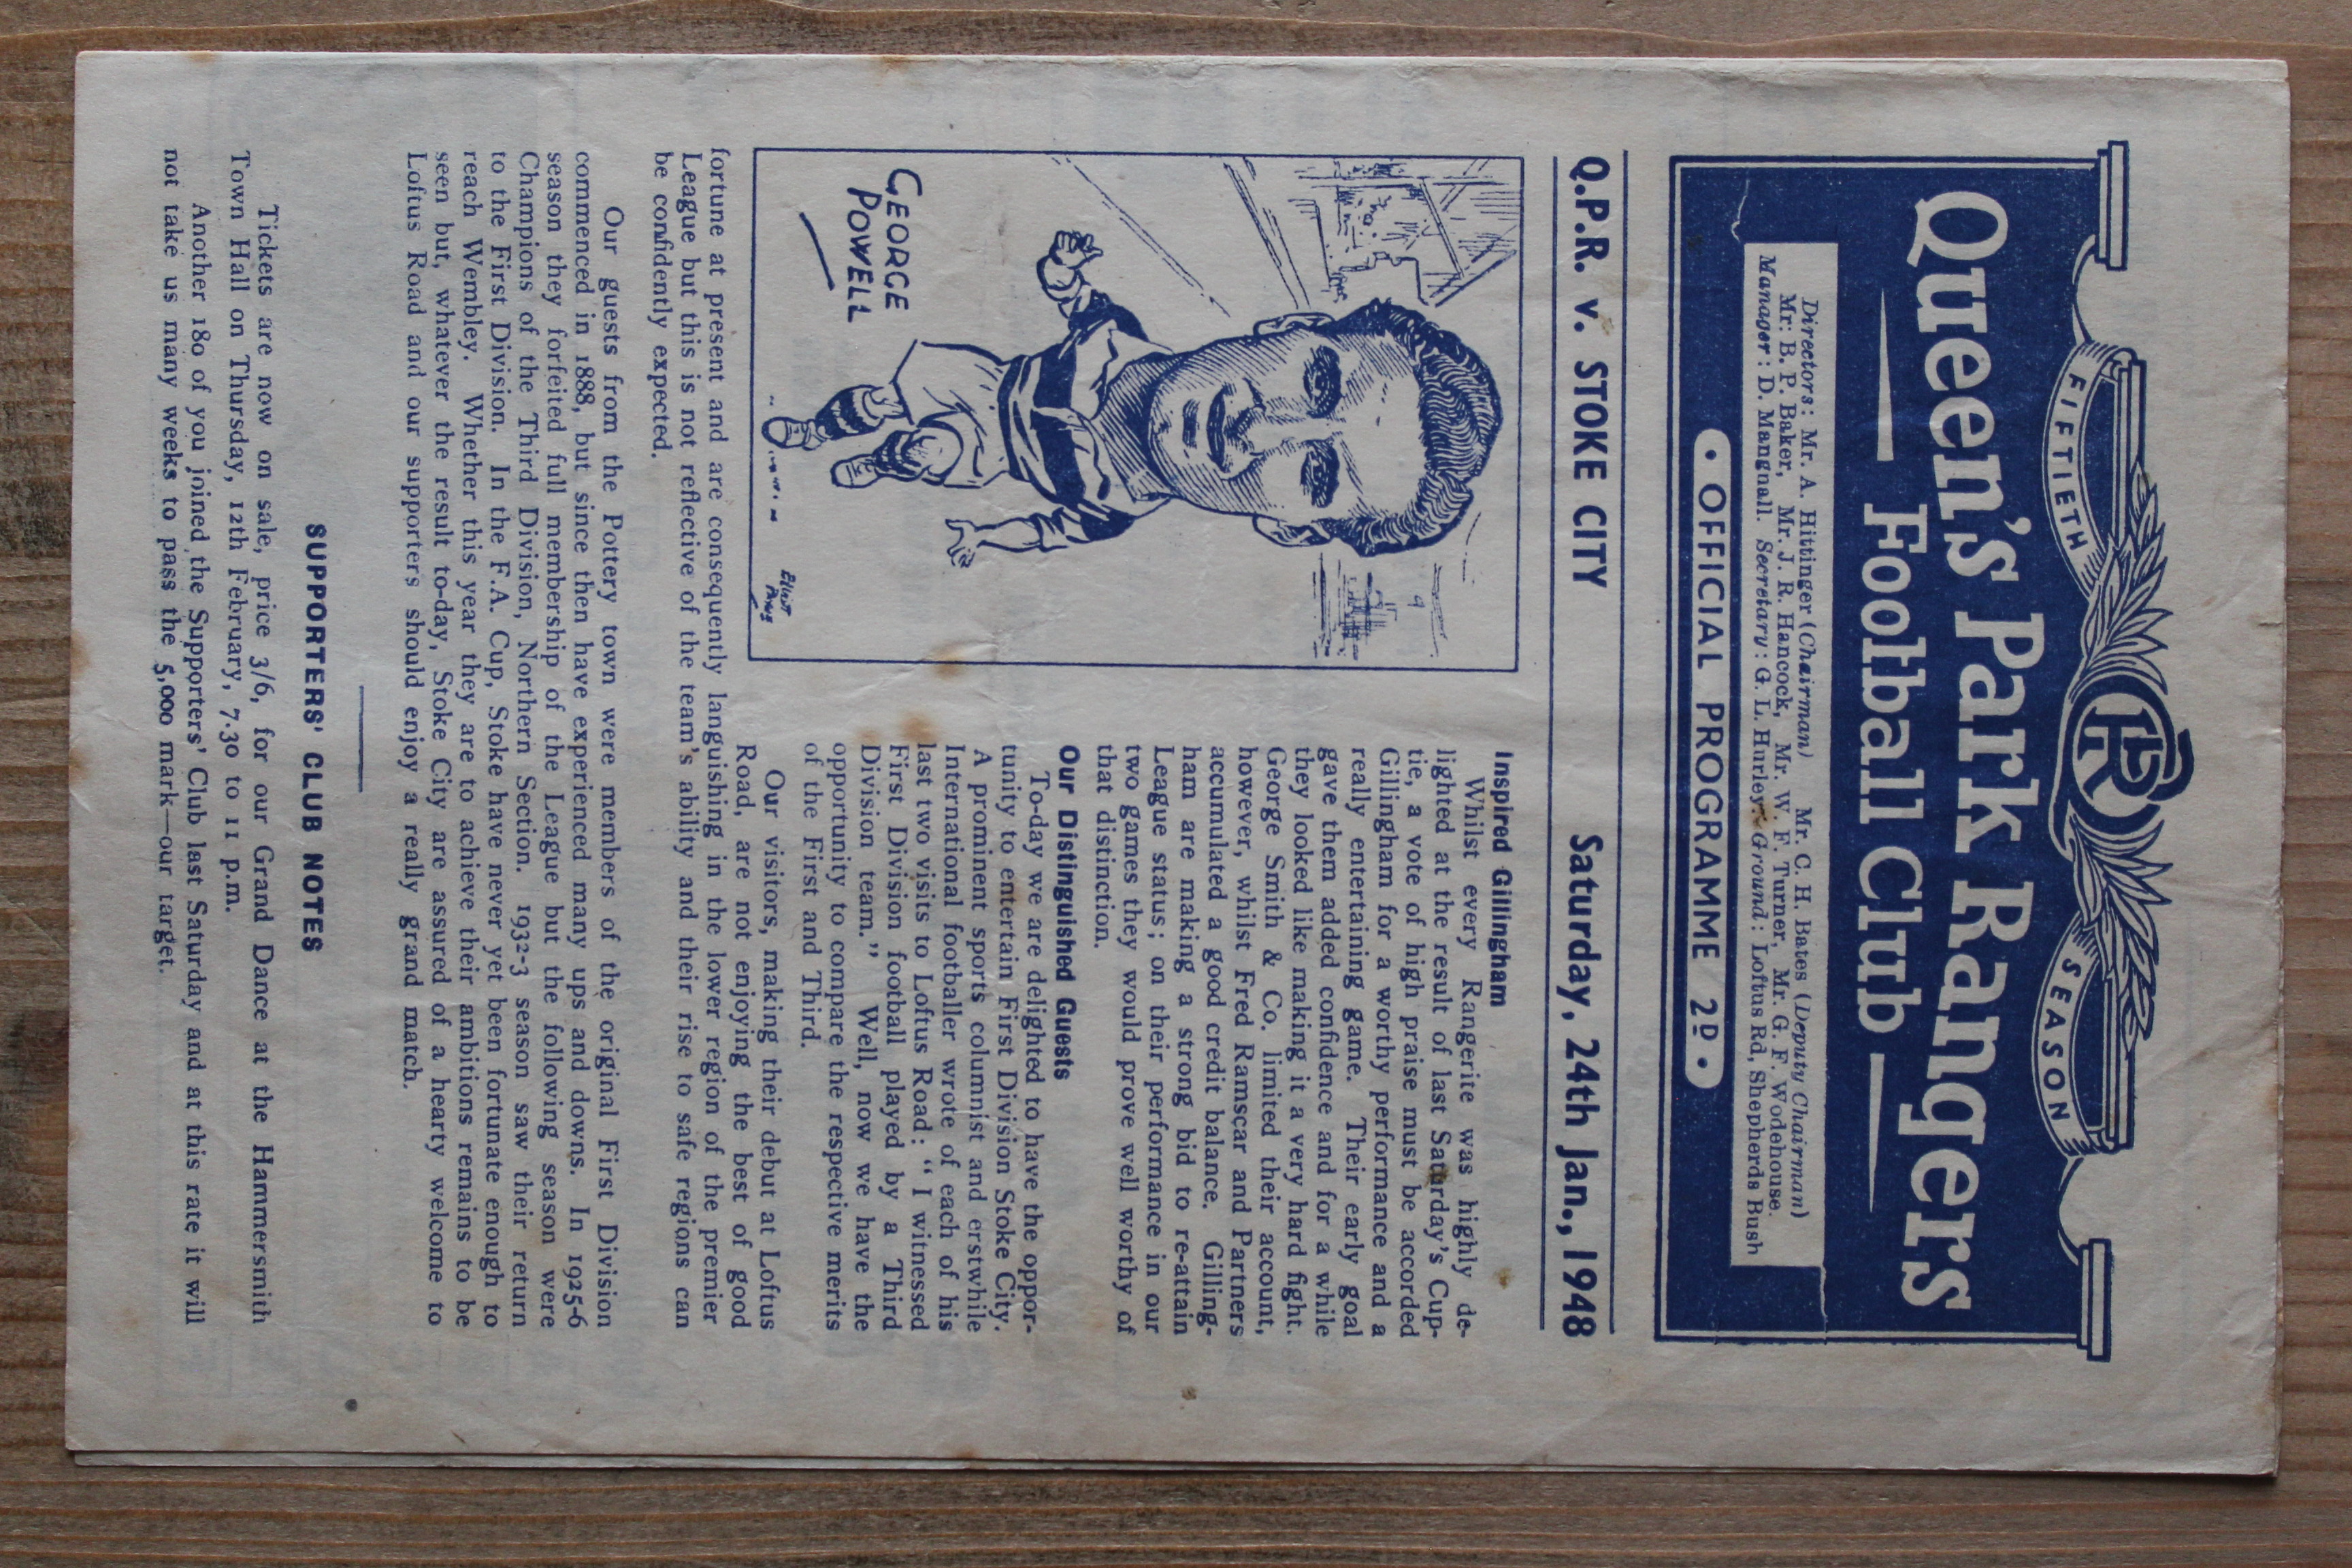 FIFTIETH
SEASON
Queen's Park Rangers
Football Club
Directors: Mr. A. Hittinger (Chairman) Mr. C. H. Bates (Deputy Chairman)
Mr: B. P. Baker, Mr. J. R. Hancock, Mr. W. F. Turner, Mr. G. F. Wodehouse.
Manager: D. Mangnall. Secretary: G. L. Hurley. Ground: Loftus Rd, Shepherds Bush
• OFFICIAL PROGRAMME 2D •
Q.P.R. v. STOKE CITY Saturday, 24th Jan., 1948
GEORGE
POWELL
Inspired Gillingham
Whilst every Rangerite was highly de-
lighted at the result of last Saturday's Cup-
tie, a vote of high praise must be accorded
Gillingham for a worthy performance and a
really entertaining game. Their early goal
gave them added confidence and for a while
they looked like making it a very hard fight.
George Smith & Co. limited their account,
however, whilst Fred Ramscar and Partners
accumulated a good credit balance. Gilling-
ham are making a strong bid to re-attain
League status; on their performance in our
two games they would prove well worthy of
that distinction.
Our Distinguished Guests
To-day we are delighted to have the oppor-
tunity to entertain First Division Stoke City.
A prominent sports columnist and erstwhile
International footballer wrote of each of his
last two visits to Loftus Road: "I witnessed
First Division football played by a Third
Division team." Well, now we have the
opportunity to compare the respective merits
of the First and Third.
Our visitors, making their debut at Loftus
Road, are not enjoying the best of good
fortune at present and are consequently languishing in the lower region of the premier
League but this is not reflective of the team's ability and their rise to safe regions can
be confidently expected.
Our guests from the Pottery town were members of the original First Division
commenced in 1888, but since then have experienced many ups and downs. In 1925-6
season they forfeited full membership of the League but the following season were
Champions of the Third Division, Northern Section. 1932-3 season saw their return
to the First Division. In the F.A. Cup, Stoke have never yet been fortunate enough to
reach Wembley. Whether this year they are to achieve their ambitions remains to be
seen but, whatever the result to-day, Stoke City are assured of a hearty welcome to
Loftus Road and our supporters should enjoy a really grand match.
SUPPORTERS' CLUB NOTES
Tickets are now on sale, price 3/6, for our Grand Dance at the Hammersmith
Town Hall on Thursday, 12th February, 7.30 to 11 p.m.
Another 180 of you joined the Supporters' Club last Saturday and at this rate it will
not take us many weeks to pass the 5,000 mark—our target.